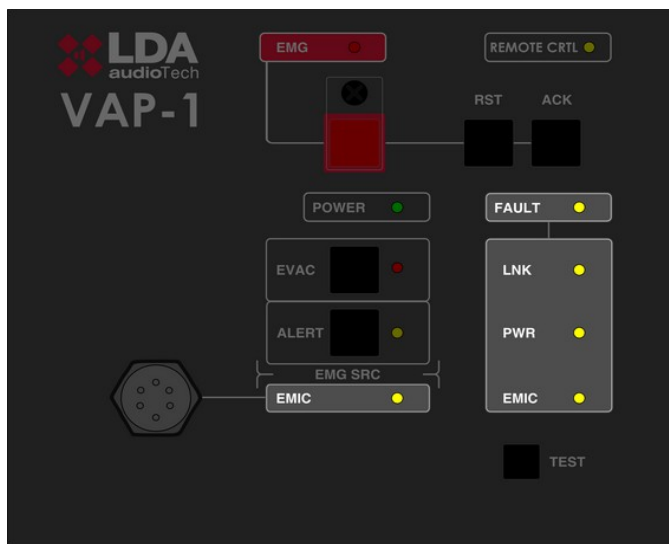 LDA
audioTech
VAP-1
EMG
REMOTE CRTL
RST
ACK
POWER
FAULT
EVAC
LNK
ALERT
PWR
EMG SRC
EMIC
EMIC
TEST